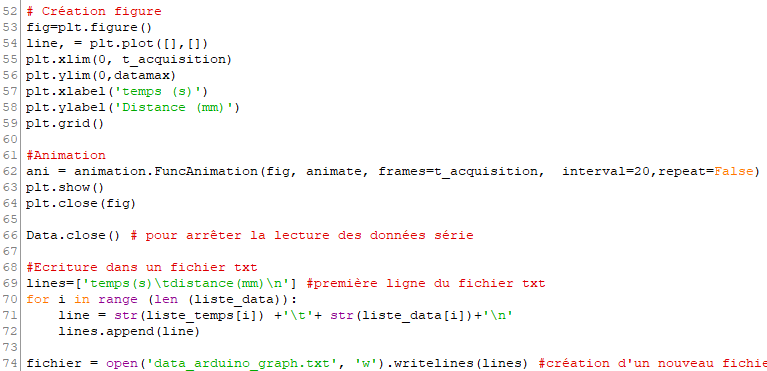 52 # Création figure
53 fig=plt.figure()
54 line, = plt.plot([],[])
55 plt.xlim(0, t_acquisition)
56 plt.ylim(0,datamax)
57 plt.xlabel('temps (s)')
58 plt.ylabel('Distance (mm)')
59 plt.grid()
60
61 #Animation
62 ani = animation.FuncAnimation(fig, animate, frames=t_acquisition,  interval=20,repeat=False)
63 plt.show()
64 plt.close(fig)
65
66 Data.close() # pour arrêter la lecture des données série
67
68 #Ecriture dans un fichier txt
69 lines=['temps(s)\tdistance(mm)\n'] #première ligne du fichier txt
70 for i in range (len (liste_data)):
71     line = str(liste_temps[i]) +'\t'+ str(liste_data[i])+'\n'
72     lines.append(line)
73
74 fichier = open('data_arduino_graph.txt', 'w').writelines(lines) #création d'un nouveau fichie